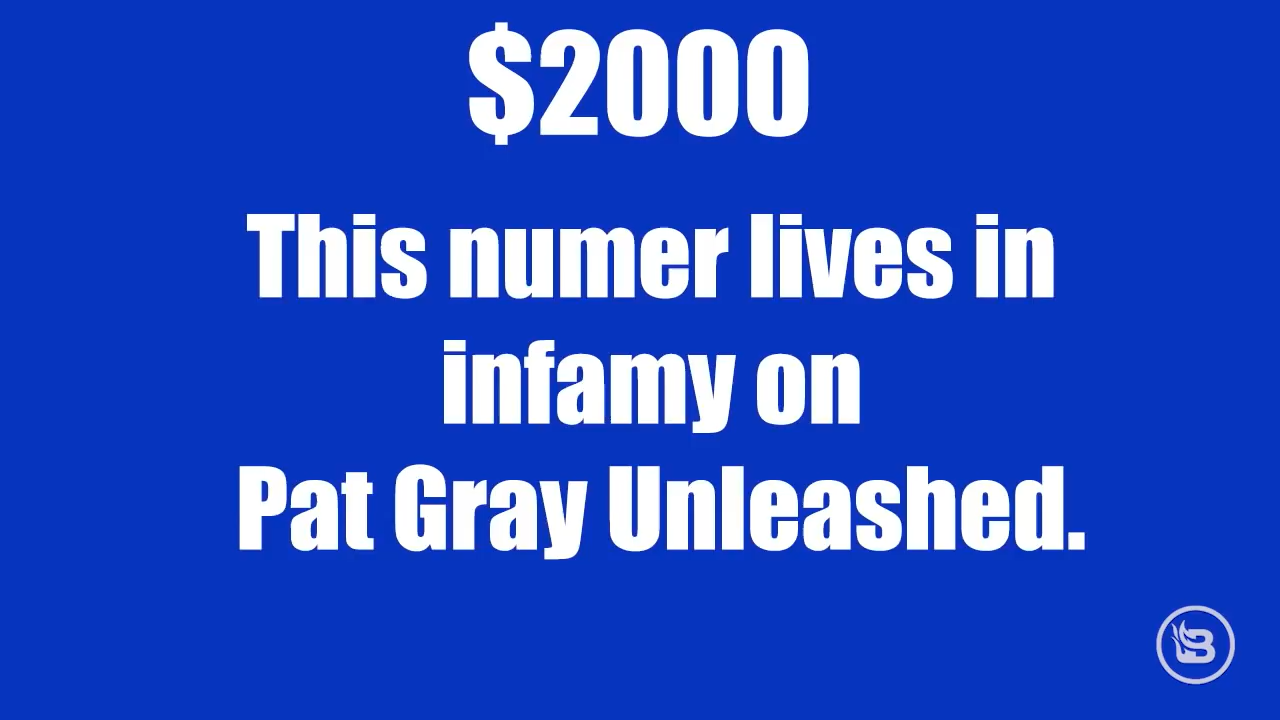 $2000
This numer lives in
infamy on
Pat Gray Unleashed.
B